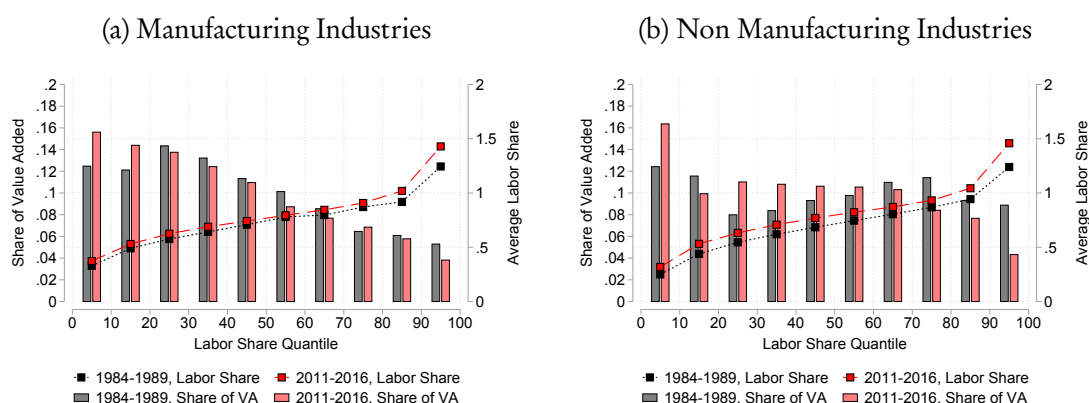 (a) Manufacturing Industries
.2
.18
.16
.14
.12
.1
.08
.06
.04
.02
0
Share of Value Added
2
1.5
1
.5
0
Average Labor Share
0 10 20 30 40 50 60 70 80 90 100
Labor Share Quantile
1984-1989, Labor Share 2011-2016, Labor Share
1984-1989, Share of VA 2011-2016, Share of VA
(b) Non Manufacturing Industries
.2
.18
.16
.14
.12
.1
.08
.06
.04
.02
0
Share of Value Added
2
1.5
1
.5
0
Average Labor Share
0 10 20 30 40 50 60 70 80 90 100
Labor Share Quantile
1984-1989, Labor Share 2011-2016, Labor Share
1984-1989, Share of VA 2011-2016, Share of VA